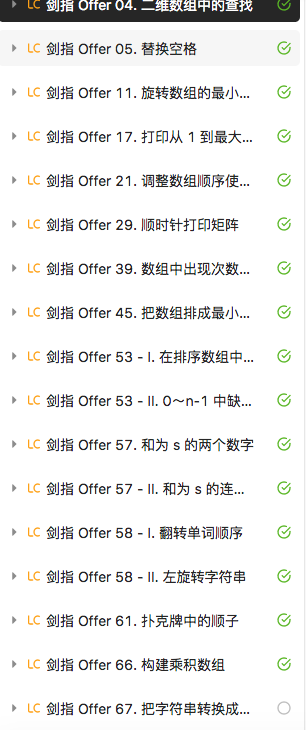 LC 剑指 Offer 04. 二维数组中的查找
LC 剑指 Offer 05. 替换空格
LC 剑指 Offer 11. 旋转数组的最小...
LC 剑指 Offer 17. 打印从 1 到最大...
LC 剑指 Offer 21. 调整数组顺序使...
LC 剑指 Offer 29. 顺时针打印矩阵
LC 剑指 Offer 39. 数组中出现次数...
LC 剑指 Offer 45. 把数组排成最小...
LC 剑指 Offer 53 - I. 在排序数组中...
LC 剑指 Offer 53 - II. 0～n-1 中缺...
LC 剑指 Offer 57. 和为 s 的两个数字
LC 剑指 Offer 57 - II. 和为 s 的连...
LC 剑指 Offer 58 - I. 翻转单词顺序
LC 剑指 Offer 58 - II. 左旋转字符串
LC 剑指 Offer 61. 扑克牌中的顺子
LC 剑指 Offer 66. 构建乘积数组
LC 剑指 Offer 67. 把字符串转换成...